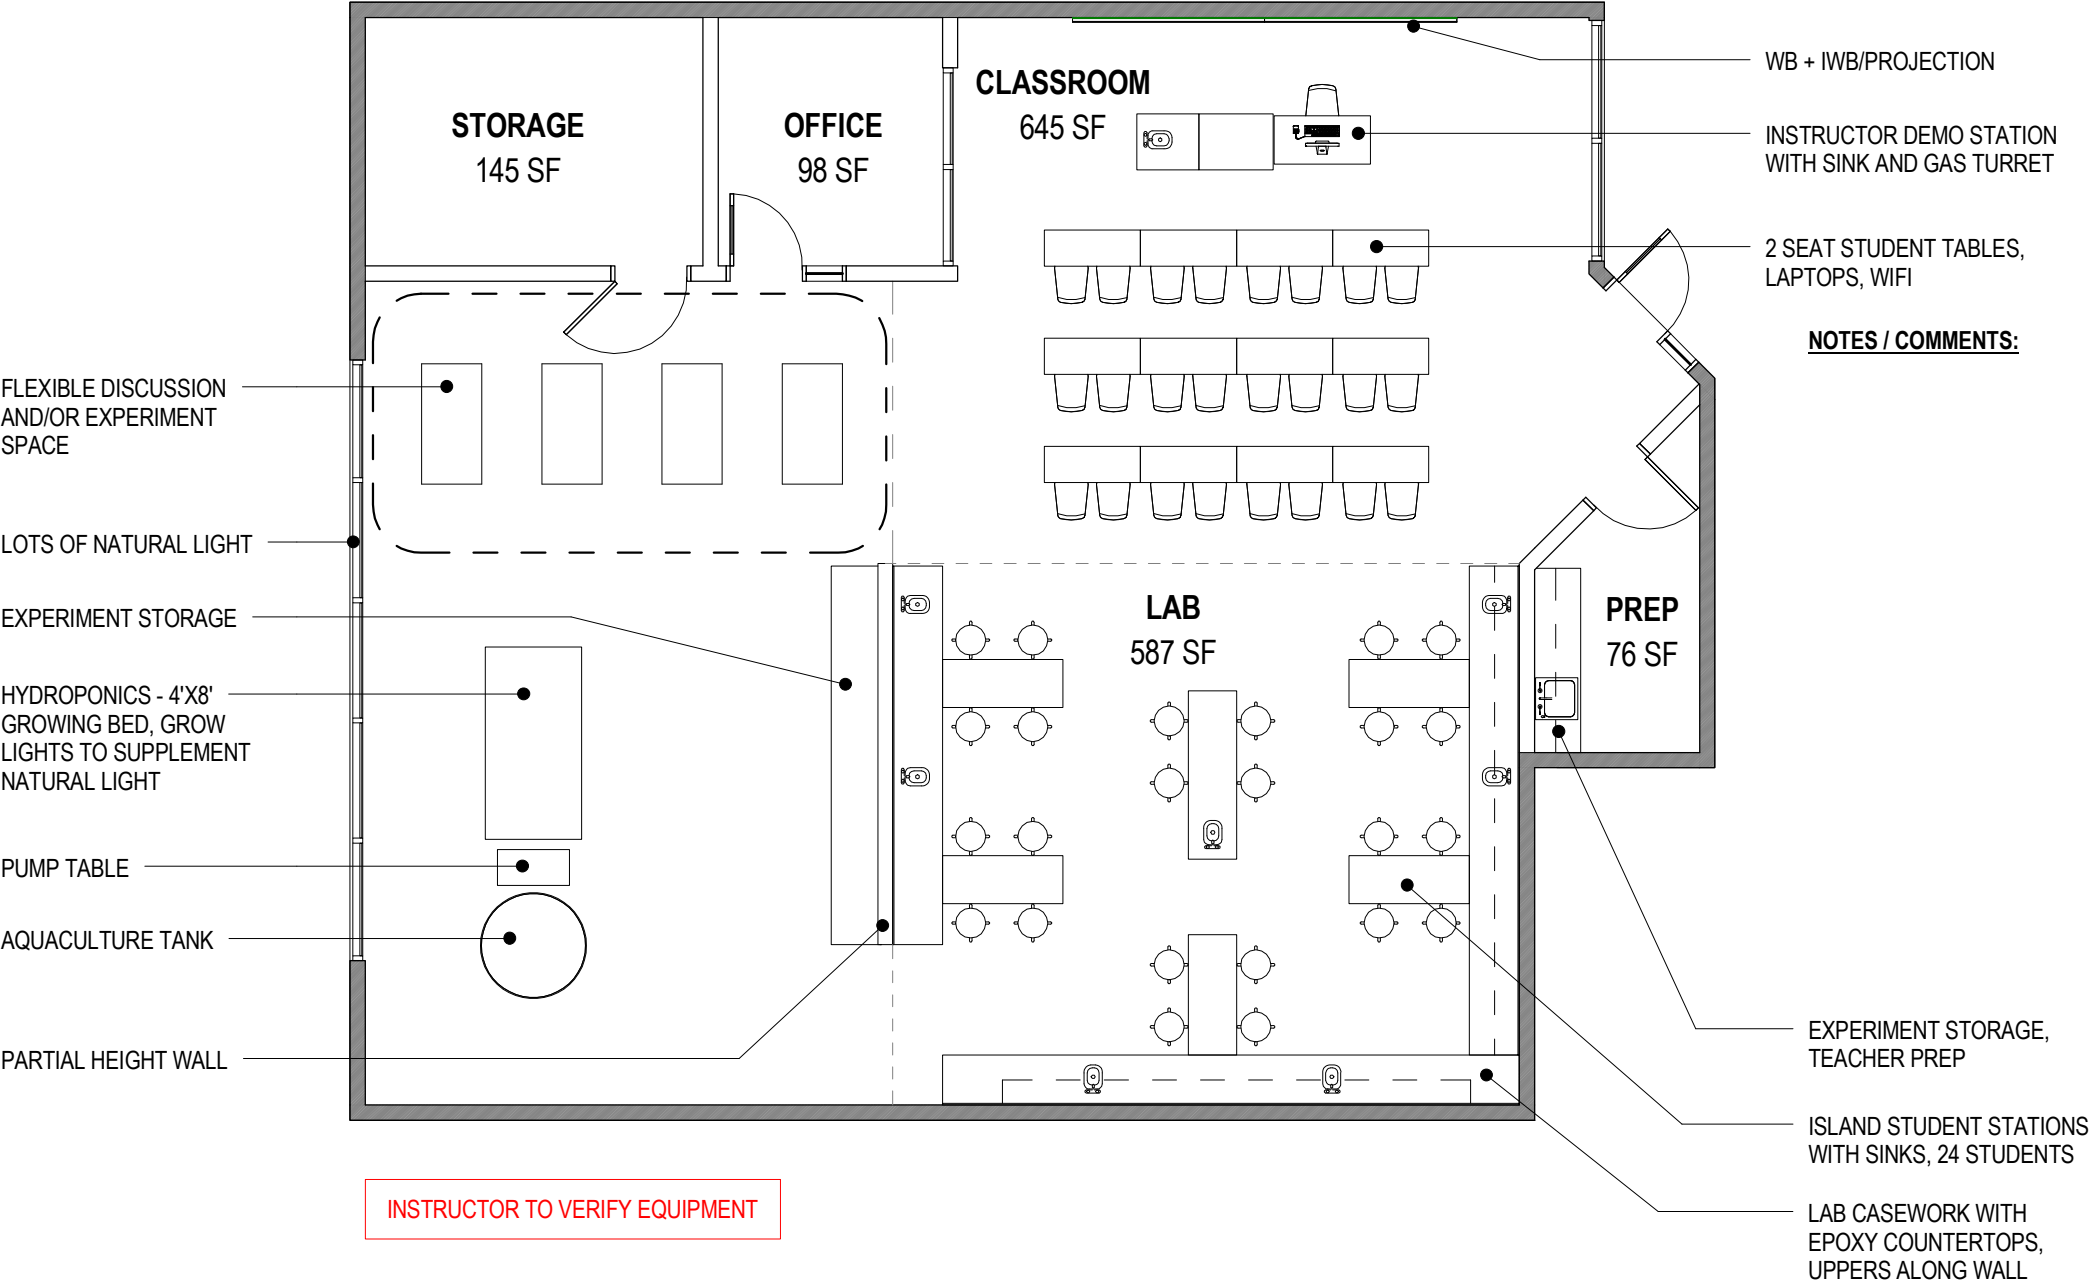 STORAGE
145 SF
OFFICE
98 SF
CLASSROOM
645 SF
WB + IWB/PROJECTION
INSTRUCTOR DEMO STATION
WITH SINK AND GAS TURRET
2 SEAT STUDENT TABLES,
LAPTOPS, WIFI
NOTES / COMMENTS:
FLEXIBLE DISCUSSION
AND/OR EXPERIMENT
SPACE
LOTS OF NATURAL LIGHT
EXPERIMENT STORAGE
HYDROPONICS - 4'X8'
GROWING BED, GROW
LIGHTS TO SUPPLEMENT
NATURAL LIGHT
PUMP TABLE
AQUACULTURE TANK
PARTIAL HEIGHT WALL
LAB
587 SF
PREP
76 SF
EXPERIMENT STORAGE,
TEACHER PREP
ISLAND STUDENT STATIONS
WITH SINKS, 24 STUDENTS
LAB CASEWORK WITH
EPOXY COUNTERTOPS,
UPPERS ALONG WALL
INSTRUCTOR TO VERIFY EQUIPMENT